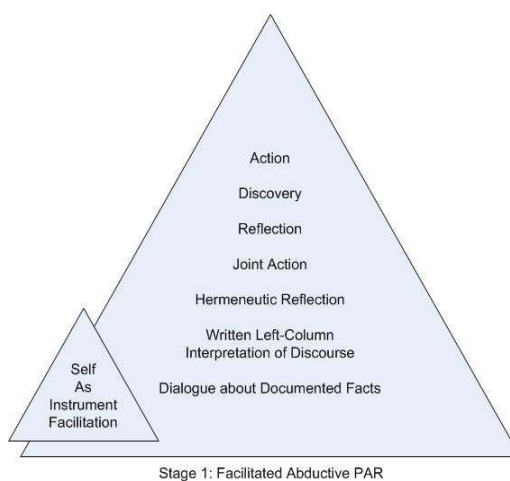 Action
Discovery
Reflection
Joint Action
Hermeneutic Reflection
Written Left-Column
Interpretation of Discourse
Dialogue about Documented Facts
Self
As
Instrument
Facilitation
Stage 1: Facilitated Abductive PAR